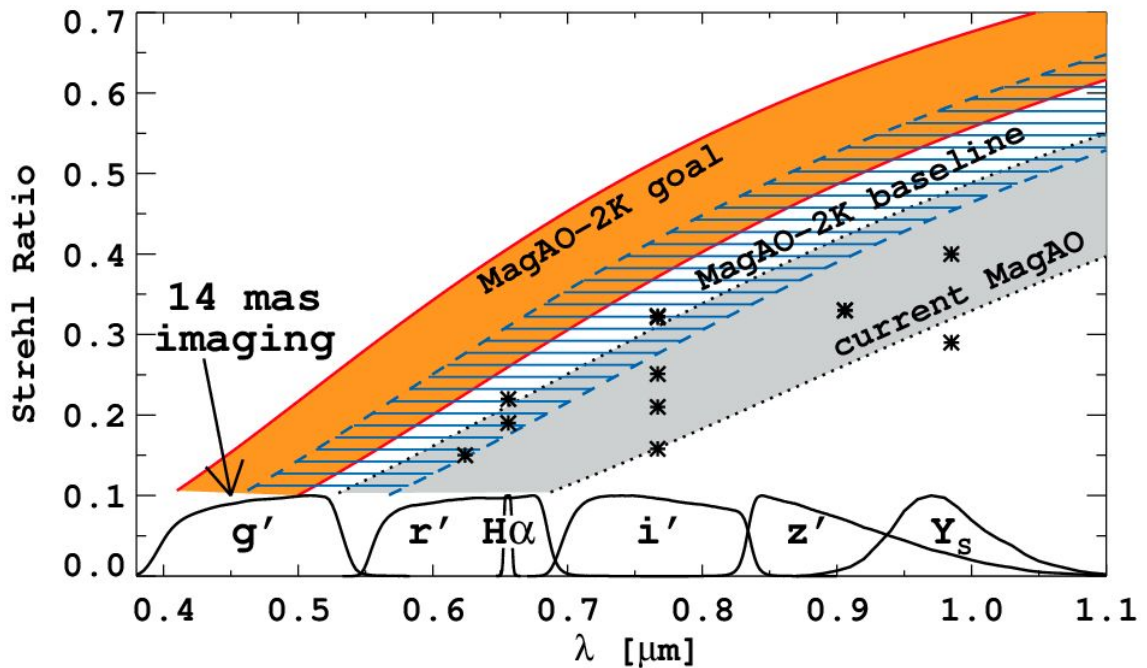 0.7
0.6
0.5
0.4
0.3
0.2
0.1
0.0
Strehl Ratio
MagAO-2K goal
MagAO-2K baseline
current MagAO
14 mas
imaging
g′
r′
Hα
i′
z′
Y_S
0.4 0.5 0.6 0.7 0.8 0.9 1.0 1.1
λ [μm]